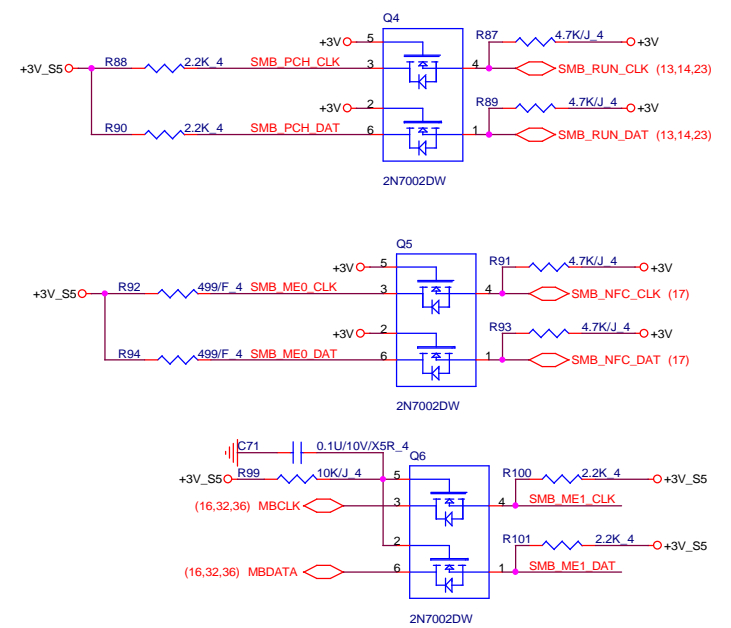 Q4
+3V 5 R87 4.7K/J_4 +3V
+3V_S5 R88 2.2K_4 SMB_PCH_CLK 3 4 SMB_RUN_CLK (13,14,23)
+3V 2 R89 4.7K/J_4 +3V
R90 2.2K_4 SMB_PCH_DAT 6 1 SMB_RUN_DAT (13,14,23)
2N7002DW
Q5
+3V 5 R91 4.7K/J_4 +3V
+3V_S5 R92 499/F_4 SMB_ME0_CLK 3 4 SMB_NFC_CLK (17)
+3V 2 R93 4.7K/J_4 +3V
R94 499/F_4 SMB_ME0_DAT 6 1 SMB_NFC_DAT (17)
2N7002DW
C71 0.1U/10V/X5R_4 Q6
+3V_S5 R99 10K/J_4 5 R100 2.2K_4 +3V_S5
(16,32,36) MBCLK 3 4 SMB_ME1_CLK
2 R101 2.2K_4 +3V_S5
(16,32,36) MBDATA 6 1 SMB_ME1_DAT
2N7002DW